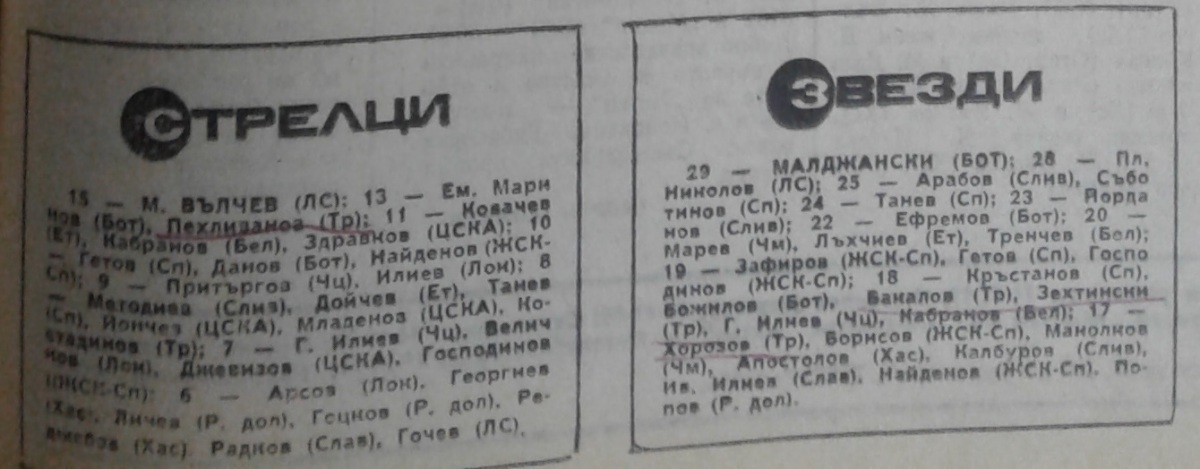 СТРЕЛЦИ
15 — М. ВЪЛЧЕВ (ЛС); 13 — Ем. Мари
нов (Бот), Пехливанов (Тр); 11 — Ковачев
(Ет), Кабранов (Бел), Здравков (ЦСКА); 10
— Гетов (Сп), Данов (Бот), Найденов (ЖСК-
Сп); 9 — Притъргов (Чц), Илиев (Лок); 8
— Методиев (Слив), Дойчев (Ет), Танев
(Сп), Йончев (ЦСКА), Младенов (ЦСКА), Ко-
стадинов (Тр); 7 — Г. Илиев (Чц), Велич
ков (Лок), Джевизов (ЦСКА), Господинов
(ЖСК-Сп); 6 — Арсов (Лок), Георгиев
(Хас), Личев (Р. дол), Гоцков (Р. дол), Ре-
джебов (Хас), Радков (Слав), Гочев (ЛС).
ЗВЕЗДИ
29 — МАЛДЖАНСКИ (БОТ); 28 — Пл.
Николов (ЛС); 25 — Арабов (Слив), Събо
тинов (Сп); 24 — Танев (Сп); 23 — Йорда
нов (Слив); 22 — Ефремов (Бот); 20 —
Марев (Чм), Лъхчиев (Ет), Тренчев (Бел);
19 — Зафиров (ЖСК-Сп), Гетов (Сп), Госпо
динов (ЖСК-Сп); 18 — Кръстанов (Сп),
Божилов (Бот), Бакалов (Тр), Зехтински
(Тр), Г. Илиев (Чц), Кабранов (Бел); 17 —
Хорозов (Тр), Борисов (ЖСК-Сп), Манолков
(Чм), Апостолов (Хас), Калбуров (Слив),
Ив. Илиев (Слав), Найденов (ЖСК-Сп), По-
пов (Р. дол).